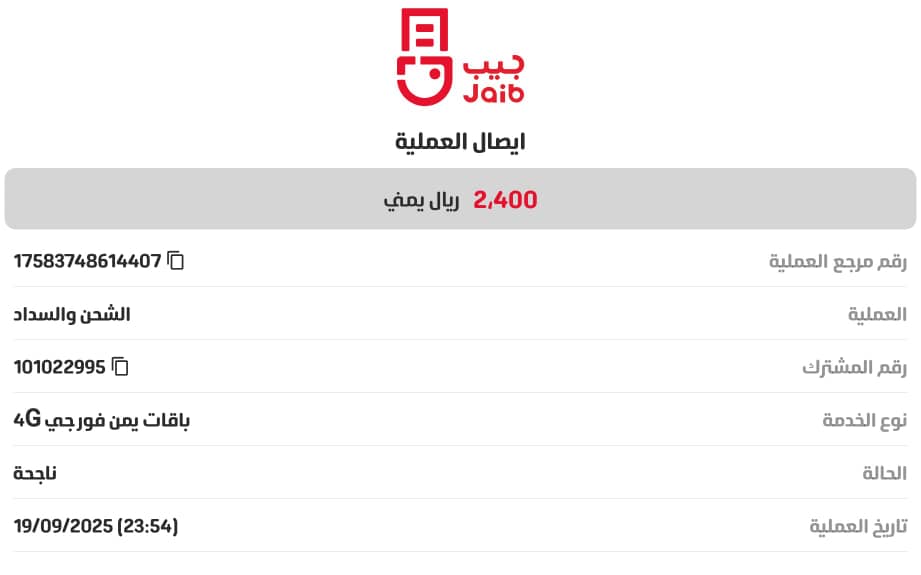 جيب
Jaib
ايصال العملية
2,400 ريال يمني
رقم مرجع العملية 17583748614407
العملية الشحن والسداد
رقم المشترك 101022995
نوع الخدمة باقات يمن فورجي 4G
الحالة ناجحة
تاريخ العملية 19/09/2025 (23:54)